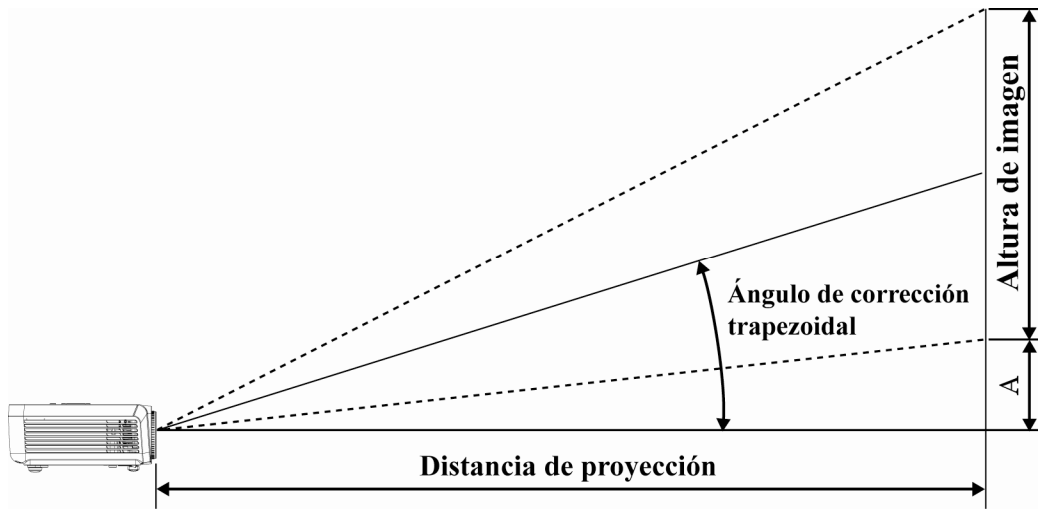 Altura de imagen
Ángulo de corrección
trapezoidal
A
Distancia de proyección